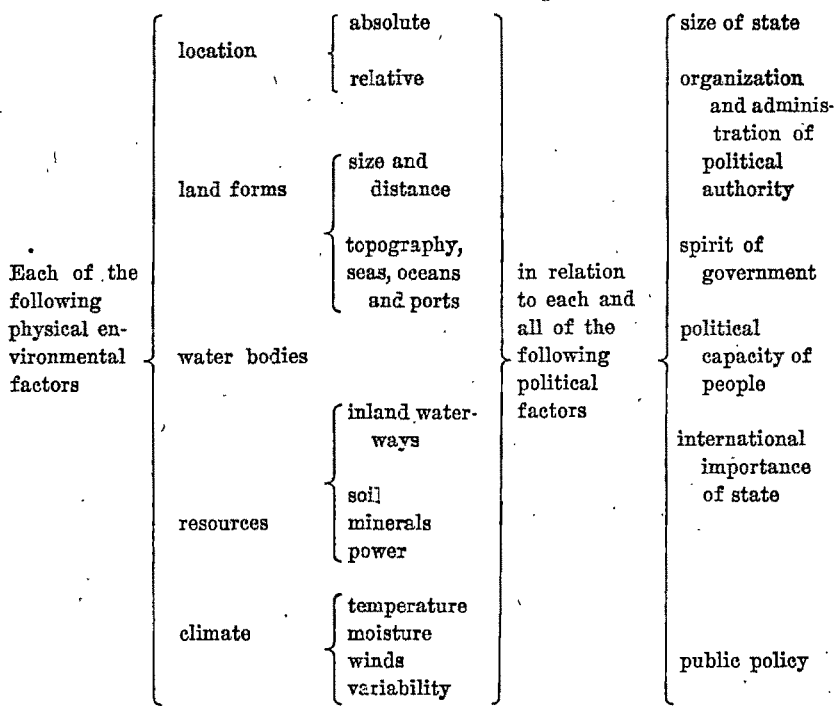 Each of the
following
physical en-
vironmental
factors
location
absolute
relative
land forms
size and
distance
topography,
seas, oceans
and ports
water bodies
inland water-
ways
resources
soil
minerals
power
climate
temperature
moisture
winds
variability
in relation
to each and
all of the
following
political
factors
size of state
organization
and adminis-
tration of
political
authority
spirit of
government
political
capacity of
people
international
importance
of state
public policy